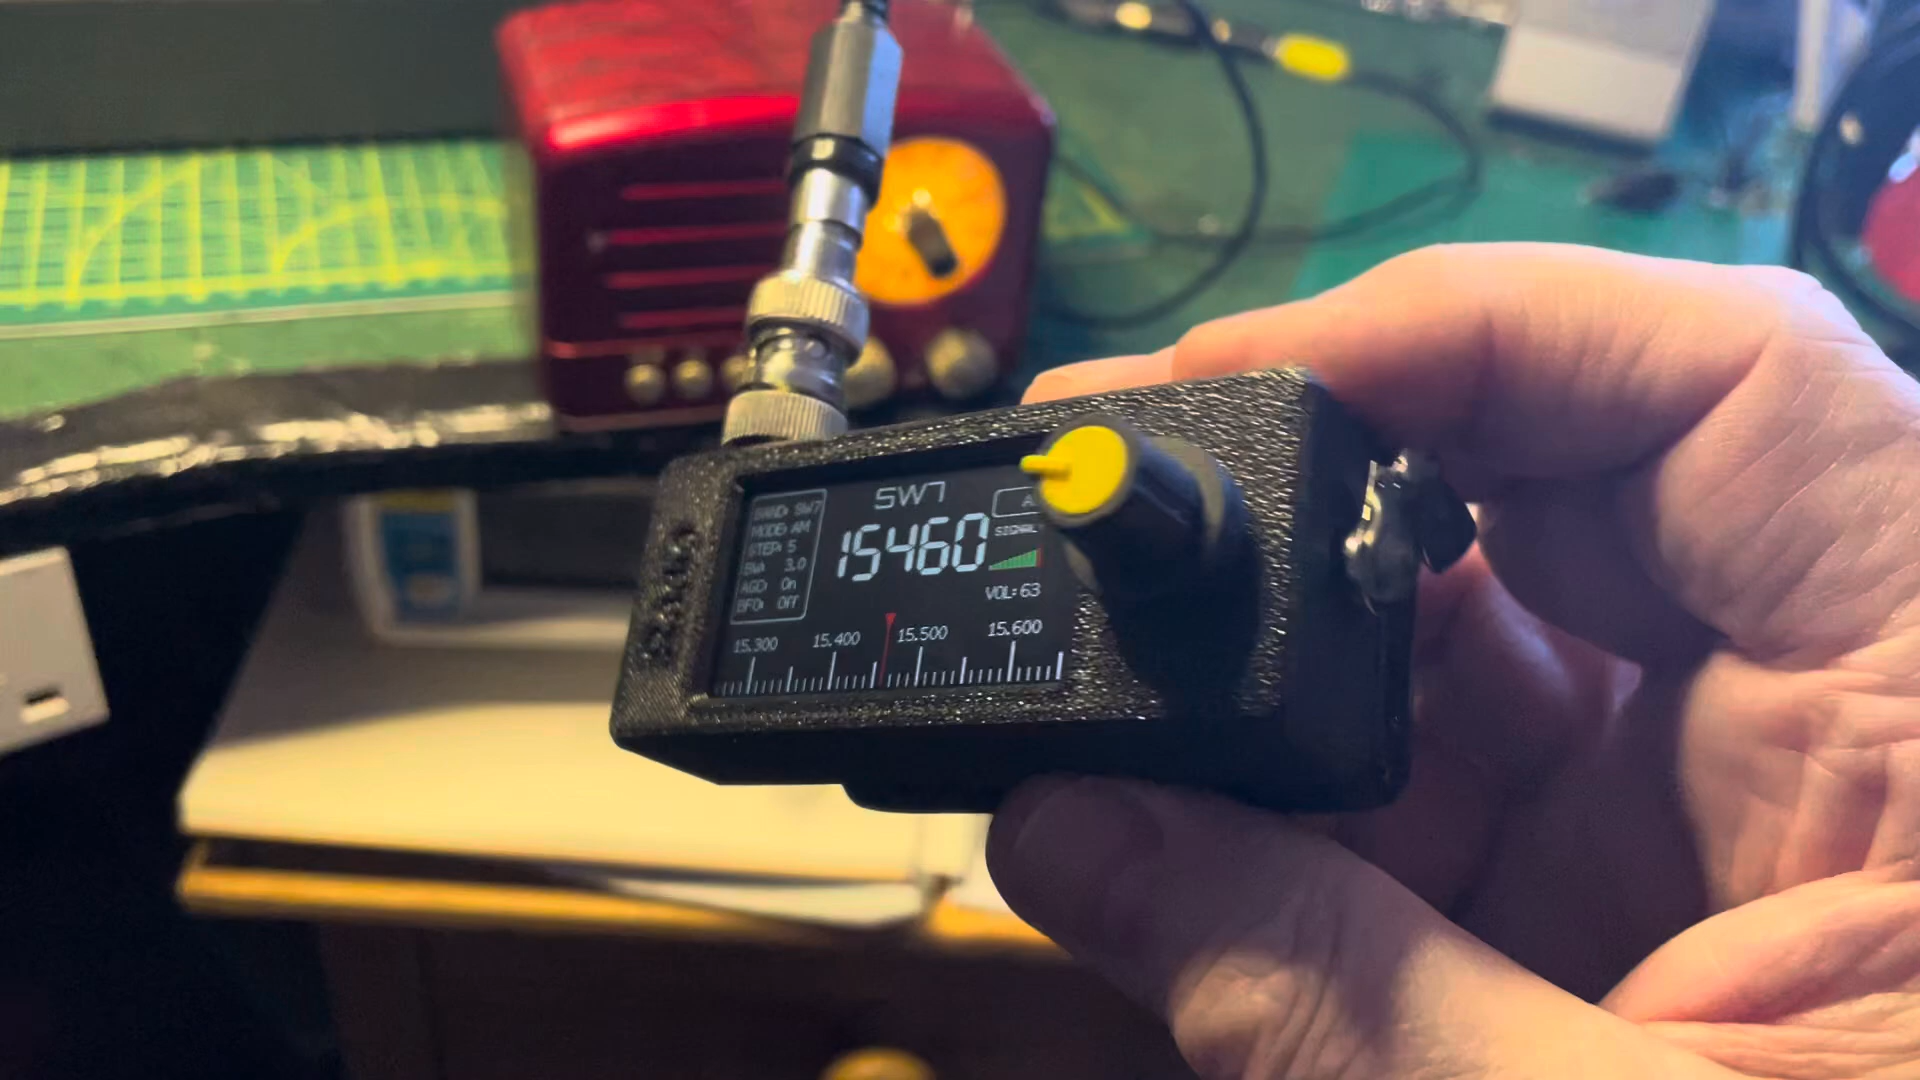 SW7
BAND: SW7
MODE: AM
STEP: 5
BW: 3.0
AGC: On
BFO: Off
15460
A
SIGNAL:
VOL: 63
15.300 15.400 15.500 15.600